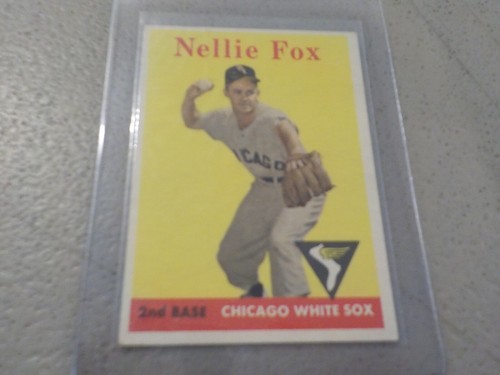 Nellie Fox
CHICAGO
2nd BASE CHICAGO WHITE SOX